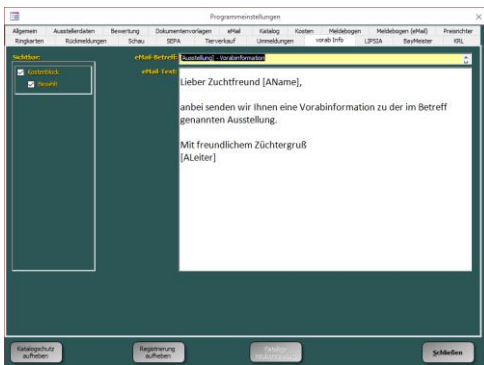 Programmeinstellungen
Allgemein Ausstellerdaten Bewertung Dokumentenvorlagen eMail Katalog Kosten Meldebogen Meldebogen (eMail) Preisrichter
Ringkarten Rückmeldungen Schau SEPA Tierverkauf Ummeldungen vorab Info LIPSIA BayMeister KRL
Sichtbar:
eMail-Betreff: [Ausstellung] - Vorabinformation
Kostenblock
eMail-Text:
Bezahlt
Lieber Zuchtfreund [AName],
anbei senden wir Ihnen eine Vorabinformation zu der im Betreff
genannten Ausstellung.
Mit freundlichem Züchtergruß
[ALeiter]
Katalogschutz
aufheben
Registrierung
aufheben
Schließen